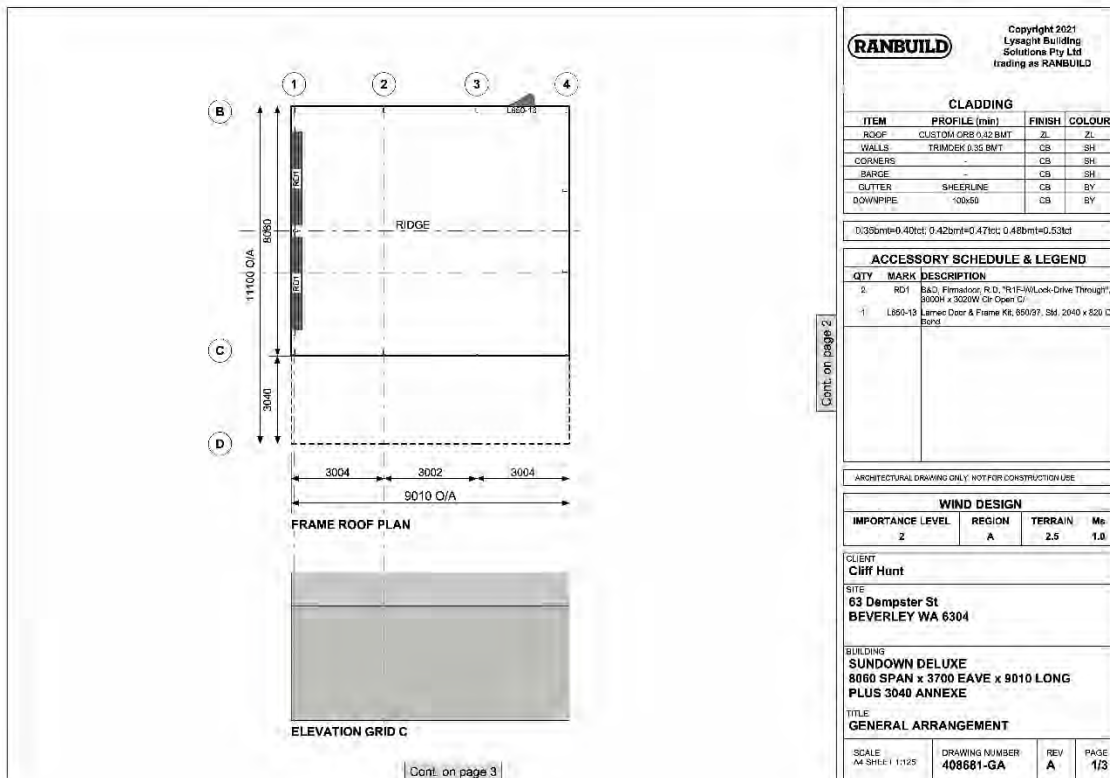 1
2
3
4
B
L650-13
RD1
RIDGE
8060
11100 O/A
RD1
C
3040
D
3004
3002
3004
9010 O/A
FRAME ROOF PLAN
ELEVATION GRID C
Cont. on page 3
Cont. on page 2
RANBUILD
Copyright 2021
Lysaght Building
Solutions Pty Ltd
trading as RANBUILD
CLADDING
ITEM PROFILE (min) FINISH COLOUR
ROOF CUSTOM ORB 0.42 BMT ZL ZL
WALLS TRIMDEK 0.35 BMT CB SH
CORNERS - CB SH
BARGE - CB SH
GUTTER SHEERLINE CB BY
DOWNPIPE 100x50 CB BY
0.35bmt=0.40tct; 0.42bmt=0.47tct; 0.48bmt=0.53tct
ACCESSORY SCHEDULE & LEGEND
QTY MARK DESCRIPTION
2 RD1 B&D, Firmadoor, R.D, "R1F-W/Lock-Drive Through",
3000H x 3020W Clr Open C/
1 L650-13 Larnec Door & Frame Kit, 650/37, Std. 2040 x 820 C
Bond
ARCHITECTURAL DRAWING ONLY, NOT FOR CONSTRUCTION USE
WIND DESIGN
IMPORTANCE LEVEL REGION TERRAIN Ms
2 A 2.5 1.0
CLIENT
Cliff Hunt
SITE
63 Dempster St
BEVERLEY WA 6304
BUILDING
SUNDOWN DELUXE
8060 SPAN x 3700 EAVE x 9010 LONG
PLUS 3040 ANNEXE
TITLE
GENERAL ARRANGEMENT
SCALE DRAWING NUMBER REV PAGE
A4 SHEET 1:125 408681-GA A 1/3